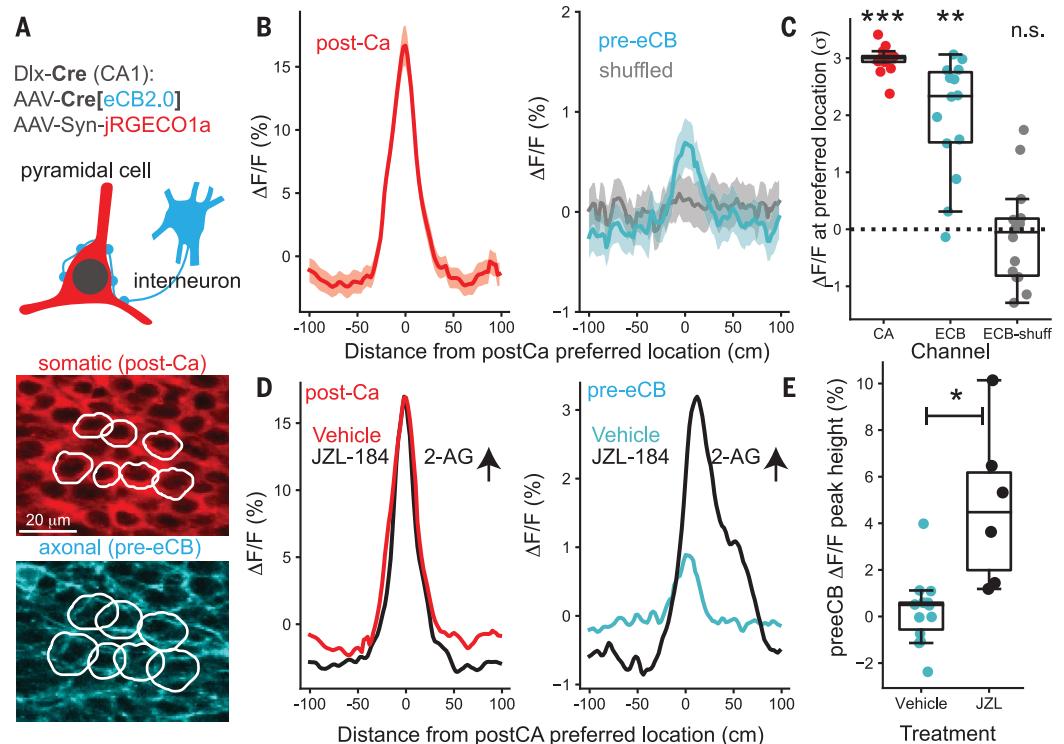 A
Dlx-Cre (CA1):
AAV-Cre[eCB2.0]
AAV-Syn-jRGECO1a
pyramidal cell
interneuron
somatic (post-Ca)
20 µm
axonal (pre-eCB)
B
post-Ca
ΔF/F (%)
15
10
5
0
-100 -50 0 50 100
pre-eCB
shuffled
ΔF/F (%)
2
1
0
−1
-100 -50 0 50 100
Distance from postCa preferred location (cm)
C
*** **
n.s.
ΔF/F at preferred location (σ)
3
2
1
0
−1
CA ECB ECB-shuff
Channel
D
post-Ca
Vehicle
JZL-184 2-AG
ΔF/F (%)
15
10
5
0
-100 -50 0 50 100
pre-eCB
Vehicle
JZL-184 2-AG
ΔF/F (%)
3
2
1
0
−1
-100 -50 0 50 100
Distance from postCA preferred location (cm)
E
*
preeCB ΔF/F peak height (%)
10
8
6
4
2
0
−2
Vehicle JZL
Treatment